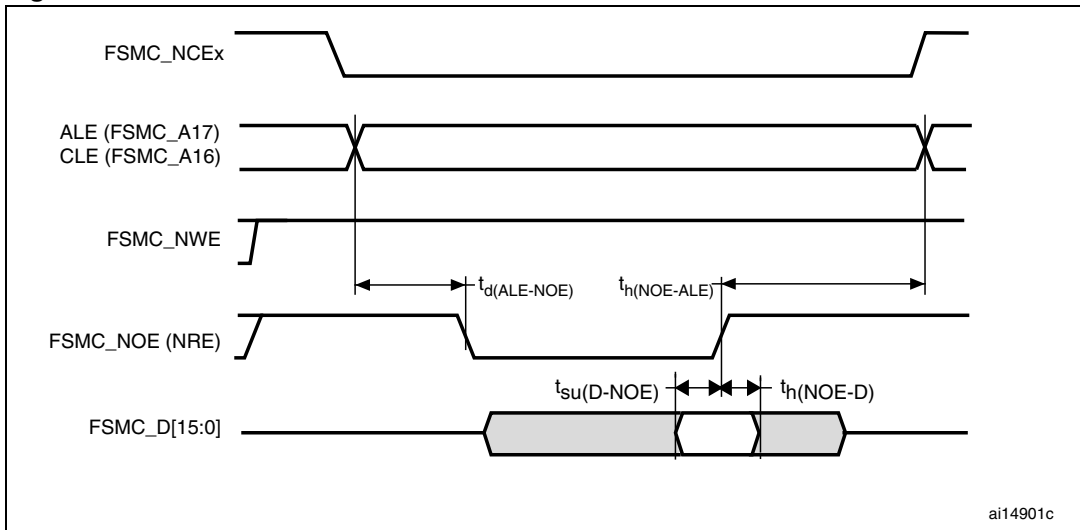 FSMC_NCEx
ALE (FSMC_A17)
CLE (FSMC_A16)
FSMC_NWE
td(ALE-NOE)
th(NOE-ALE)
FSMC_NOE (NRE)
tsu(D-NOE)
th(NOE-D)
FSMC_D[15:0]
ai14901c